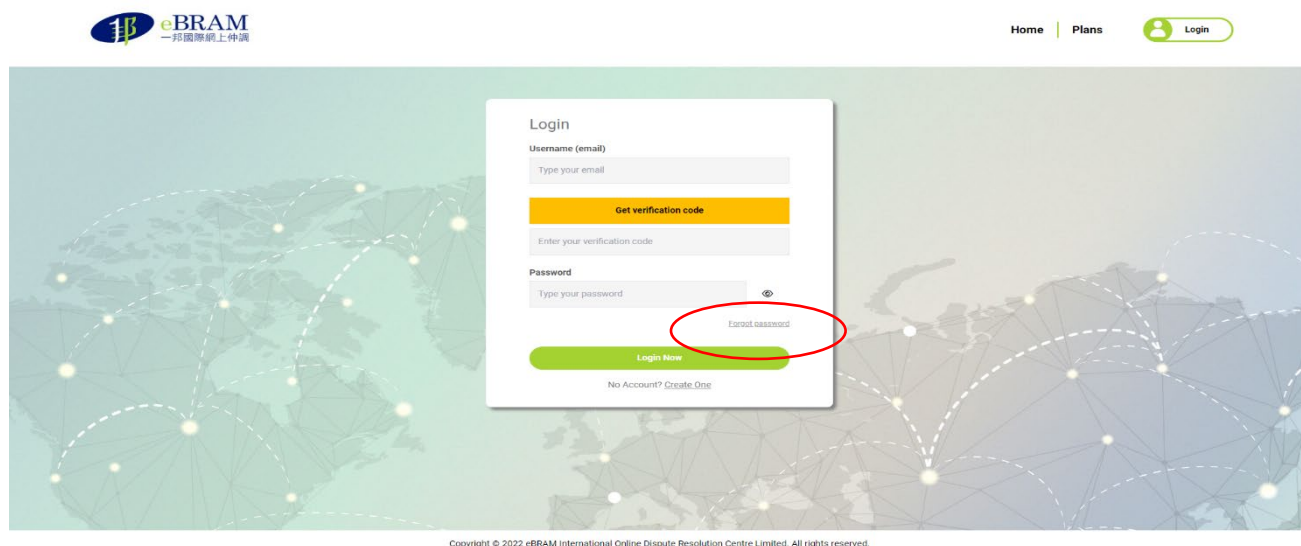 eBRAM
一邦國際網上仲調
Home Plans Login
Login
Username (email)
Type your email
Get verification code
Enter your verification code
Password
Type your password
Forgot password
Login Now
No Account? Create One
Copyright © 2022 eBRAM International Online Dispute Resolution Centre Limited. All rights reserved.